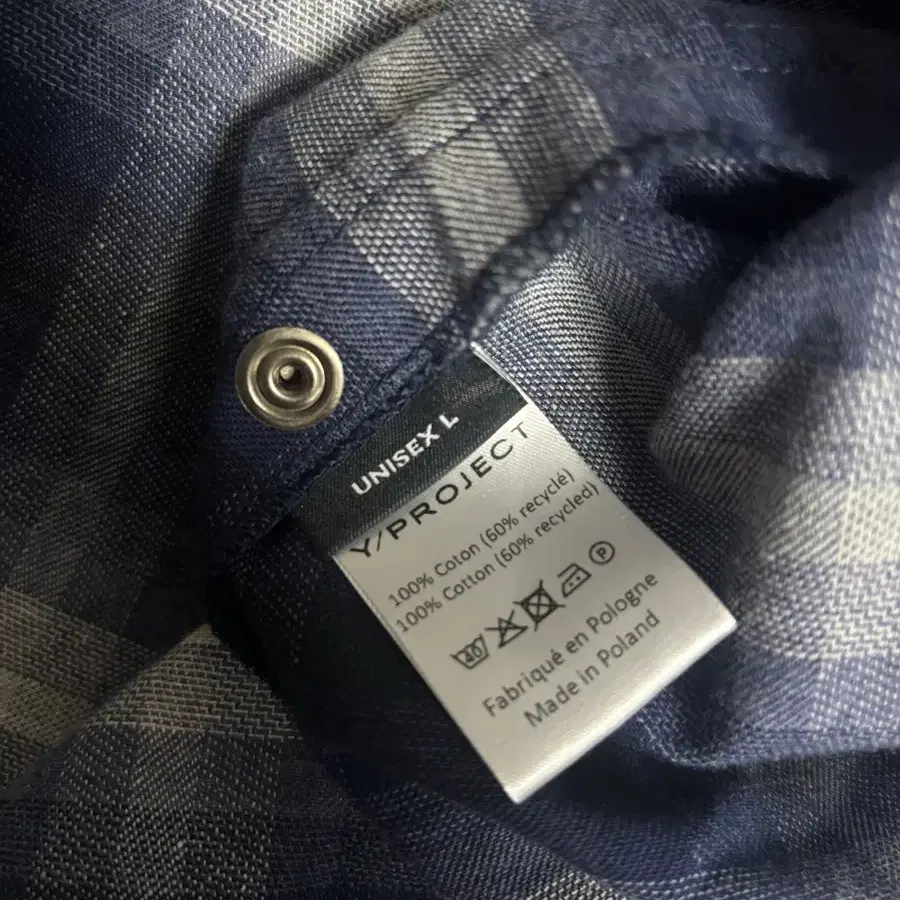 UNISEX L
Y/PROJECT
100% Coton (60% recyclé)
100% Cotton (60% recycled)
40 P
Fabriqué en Pologne
Made in Poland